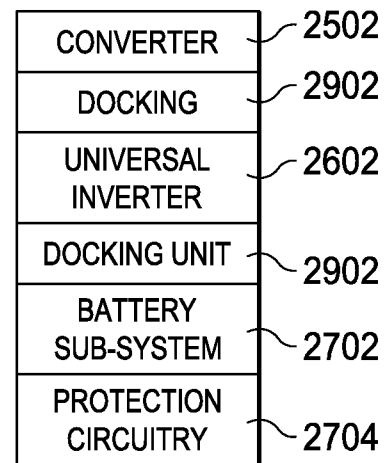 CONVERTER 2502
DOCKING 2902
UNIVERSAL
INVERTER 2602
DOCKING UNIT 2902
BATTERY
SUB-SYSTEM 2702
PROTECTION
CIRCUITRY 2704